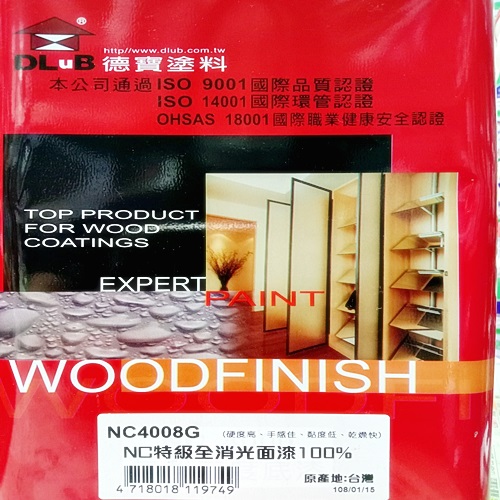 ®
DLuB
http//www.dlub.com.tw
德寶塗料
本公司通過ISO 9001國際品質認證
ISO 14001國際環管認證
OHSAS 18001國際職業健康安全認證
TOP PRODUCT
FOR WOOD
COATINGS
EXPERT
PAINT
WOODFINISH
NC4008G (硬度高、手感佳、黏度低、乾燥快)
NC特級全消光面漆100%
原產地:台灣
4 718018 119749
108/01/15